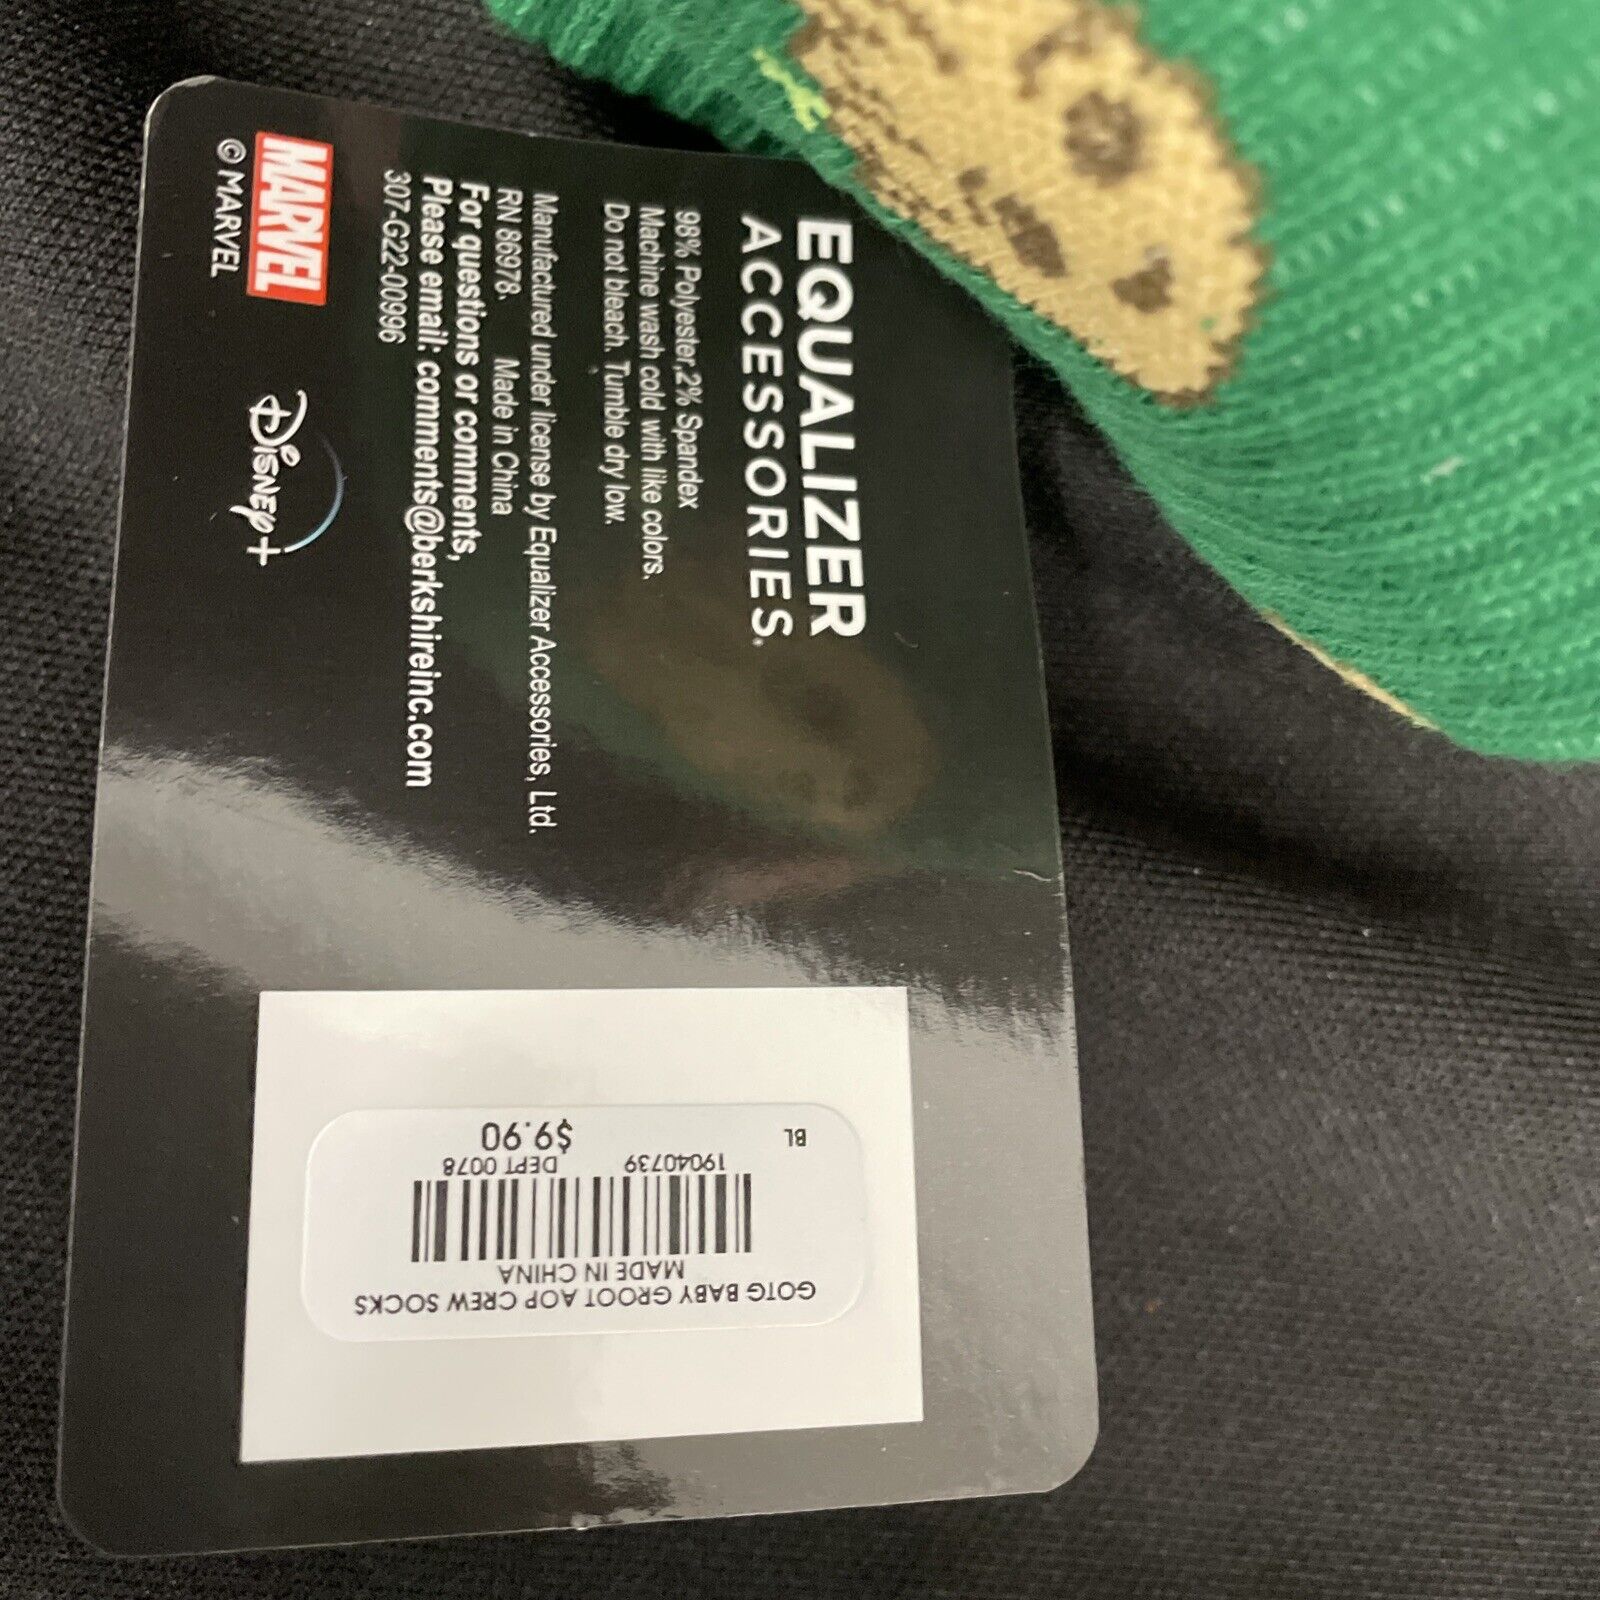 EQUALIZER
ACCESSORIES.
98% Polyester,2% Spandex
Machine wash cold with like colors.
Do not bleach. Tumble dry low.
Manufactured under license by Equalizer Accessories, Ltd.
RN 86978. Made in China
For questions or comments,
Please email: comments@berkshireinc.com
307-G22-00996
MARVEL
© MARVEL
Disney+
GOTG BABY GROOT AOP CREW SOCKS
MADE IN CHINA
19040739 DEPT 0078
BL $9.90